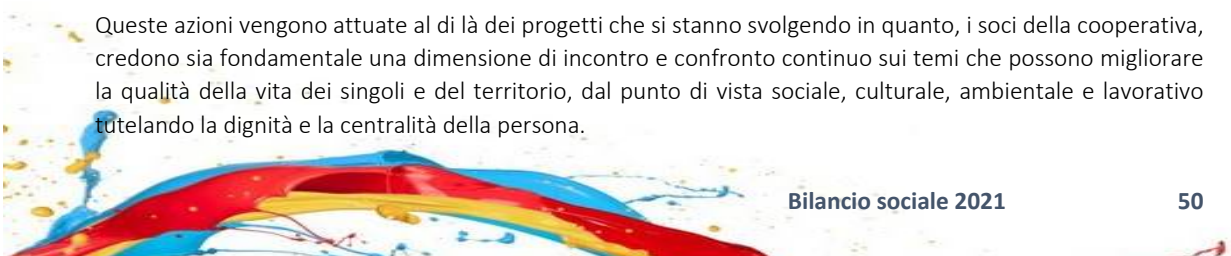 Queste azioni vengono attuate al di là dei progetti che si stanno svolgendo in quanto, i soci della cooperativa,
credono sia fondamentale una dimensione di incontro e confronto continuo sui temi che possono migliorare
la qualità della vita dei singoli e del territorio, dal punto di vista sociale, culturale, ambientale e lavorativo
tutelando la dignità e la centralità della persona.
Bilancio sociale 2021 50